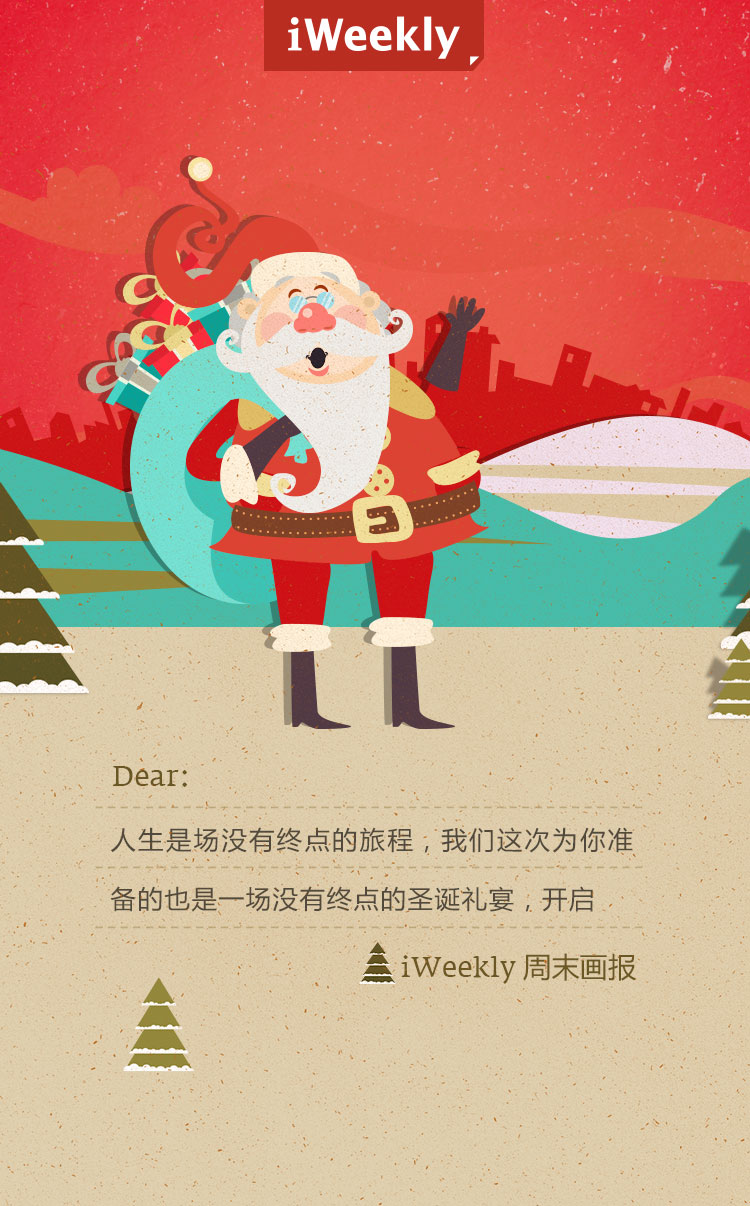 iWeekly
Dear:
人生是场没有终点的旅程，我们这次为你准
备的也是一场没有终点的圣诞礼宴，开启
iWeekly 周末画报